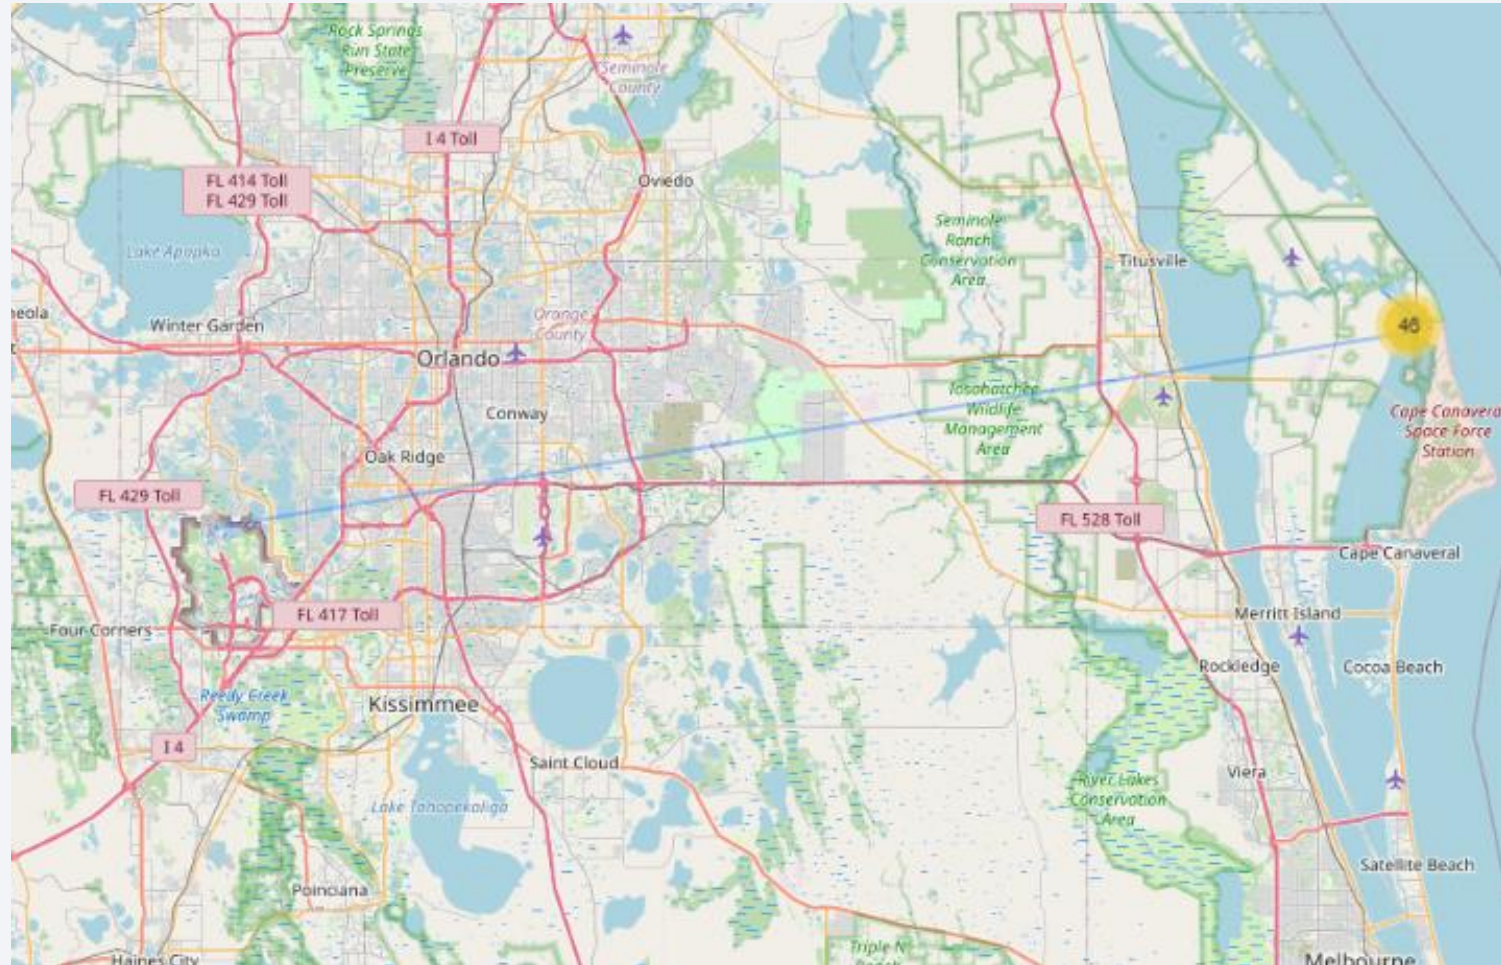 Rock Springs
Run State
Preserve
Seminole
County
I 4 Toll
FL 414 Toll
FL 429 Toll
Oviedo
Lake Apopka
Seminole
Ranch
Conservation
Area
Titusville
Winter Garden
Orange
County
46
Orlando
Conway
Tosohatchee
Wildlife
Management
Area
Cape Canavera
Space Force
Station
Oak Ridge
FL 429 Toll
FL 528 Toll
Cape Canaveral
FL 417 Toll
Four Corners
Merritt Island
Rockledge
Cocoa Beach
Reedy Creek
Swamp
Kissimmee
I 4
Saint Cloud
Viera
Lake Tohopekaliga
River Lakes
Conservation
Area
Satellite Beach
Poinciana
Haines City
Triple N
Melbourne